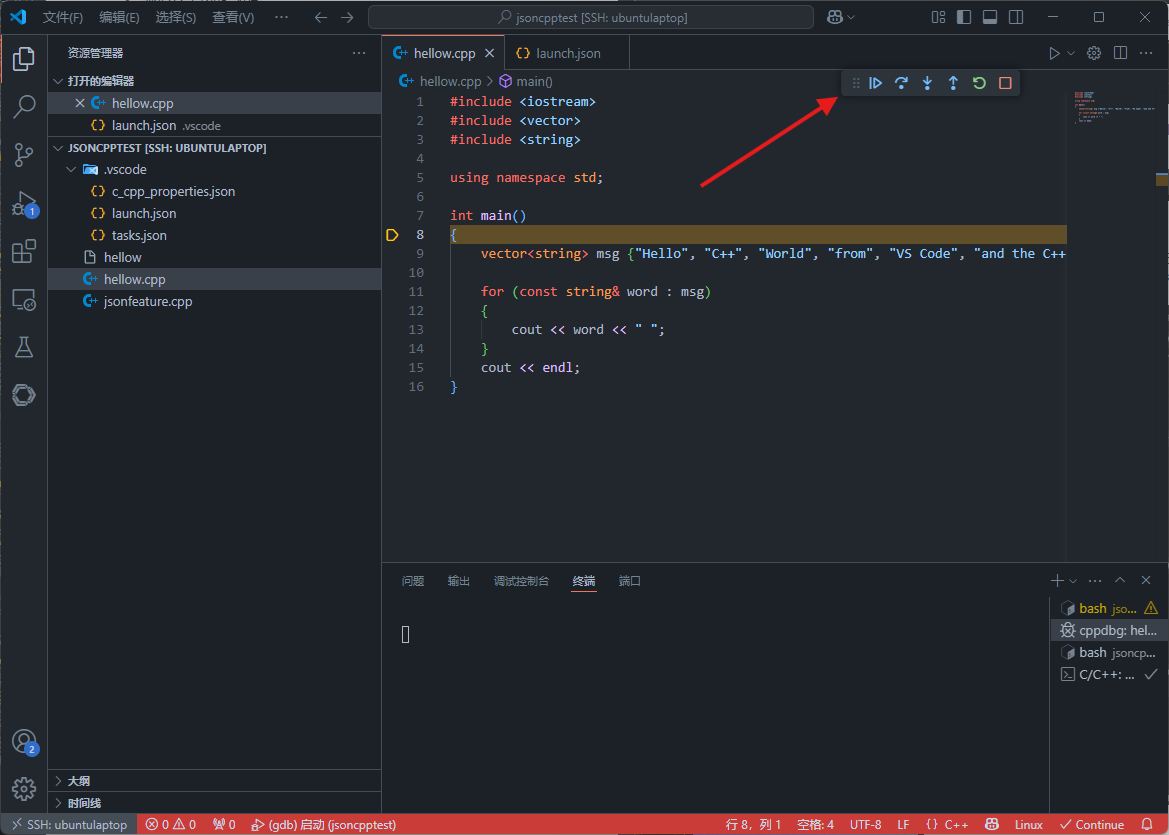 文件(F) 编辑(E) 选择(S) 查看(V) ··· jsoncpptest [SSH: ubuntulaptop]
资源管理器
打开的编辑器
hellow.cpp
launch.json .vscode
JSONCPPTEST [SSH: UBUNTULAPTOP]
.vscode
c_cpp_properties.json
launch.json
tasks.json
hellow
hellow.cpp
jsonfeature.cpp
大纲
时间线
1
2
hellow.cpp launch.json
hellow.cpp > main()
1 #include <iostream>
2 #include <vector>
3 #include <string>
4
5 using namespace std;
6
7 int main()
8 {
9 vector<string> msg {"Hello", "C++", "World", "from", "VS Code", "and the C++
10
11 for (const string& word : msg)
12 {
13 cout << word << " ";
14 }
15 cout << endl;
16 }
问题 输出 调试控制台 终端 端口
bash jso...
cppdbg: hel...
bash jsoncp...
C/C++: ...
SSH: ubuntulaptop 0 0 0 (gdb) 启动 (jsoncpptest) 行 8，列 1 空格: 4 UTF-8 LF {} C++ Linux Continue